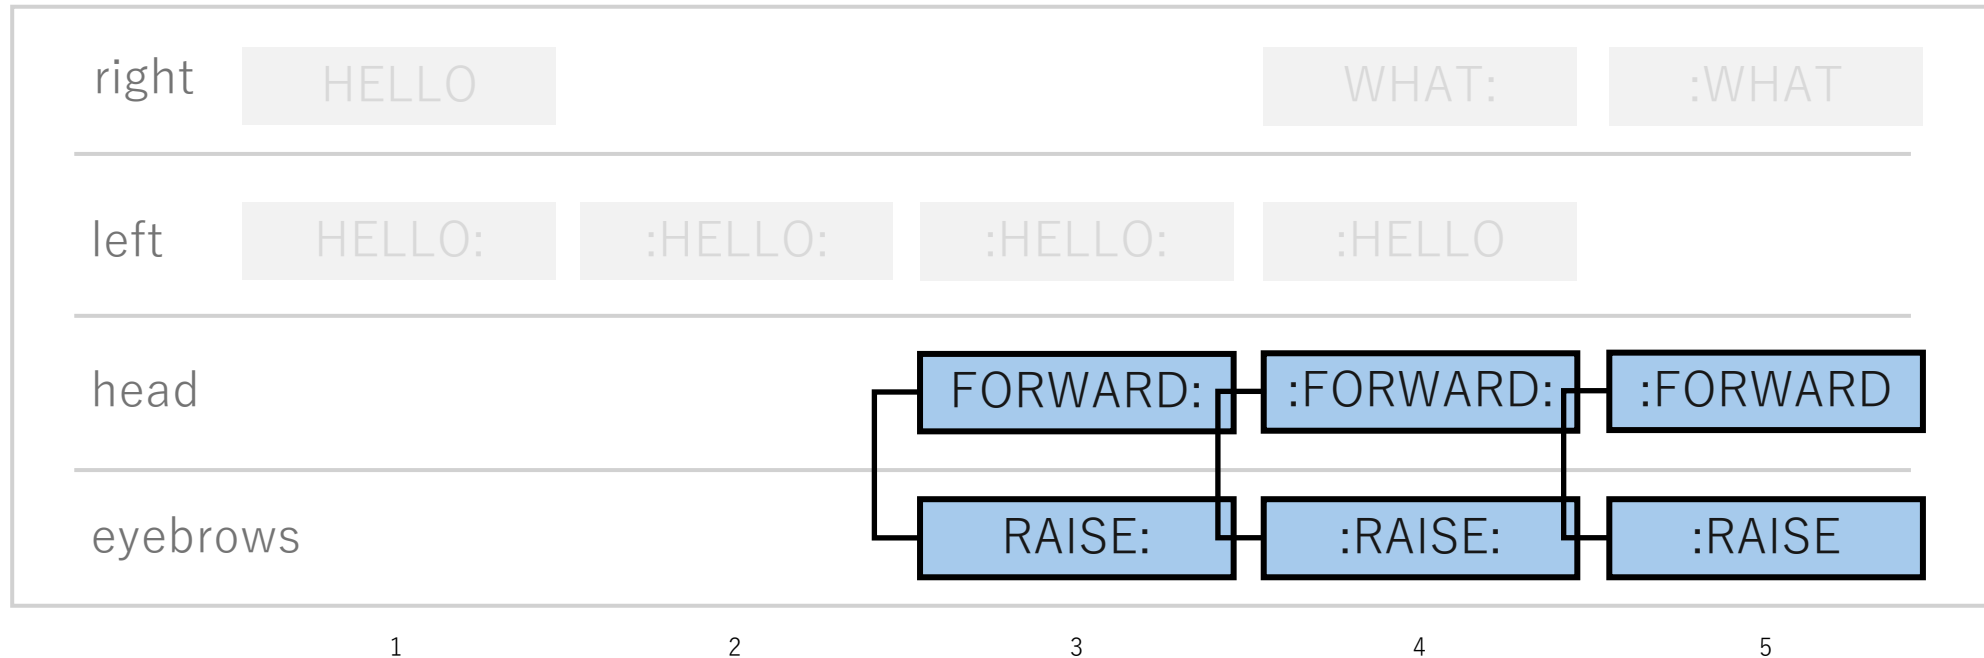 right HELLO WHAT: :WHAT
left HELLO: :HELLO: :HELLO: :HELLO
head FORWARD: :FORWARD: :FORWARD
eyebrows RAISE: :RAISE: :RAISE
1 2 3 4 5